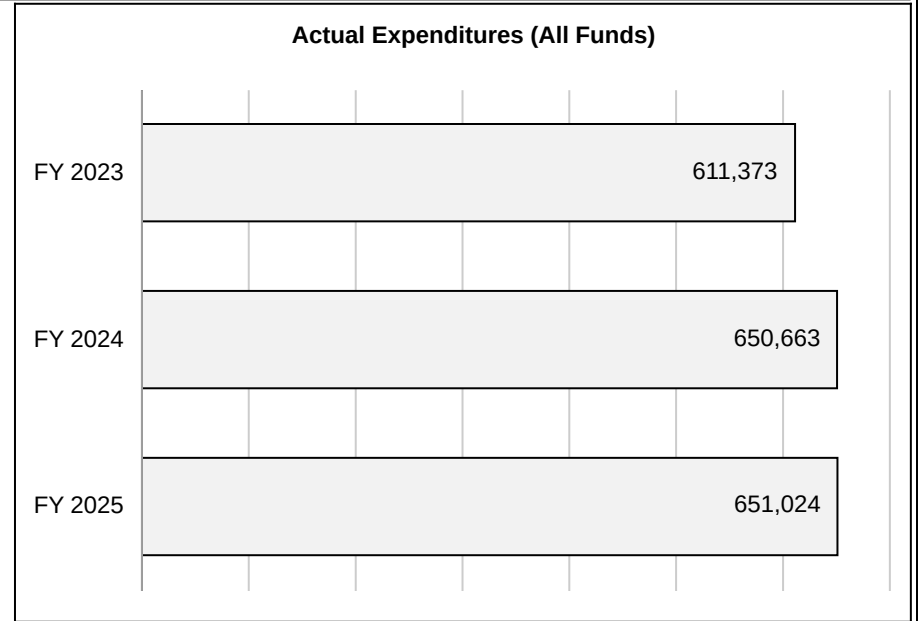 Actual Expenditures (All Funds)
FY 2023 611,373
FY 2024 650,663
FY 2025 651,024